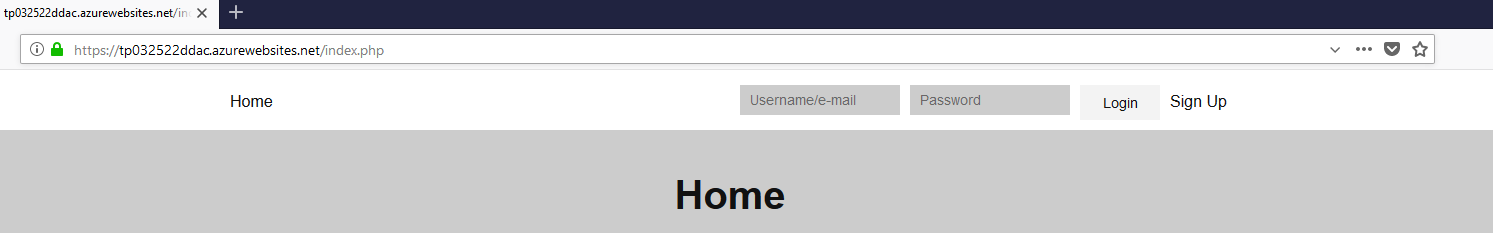 tp032522ddac.azurewebsites.net/in
https://tp032522ddac.azurewebsites.net/index.php
Home Username/e-mail Password Login Sign Up
Home